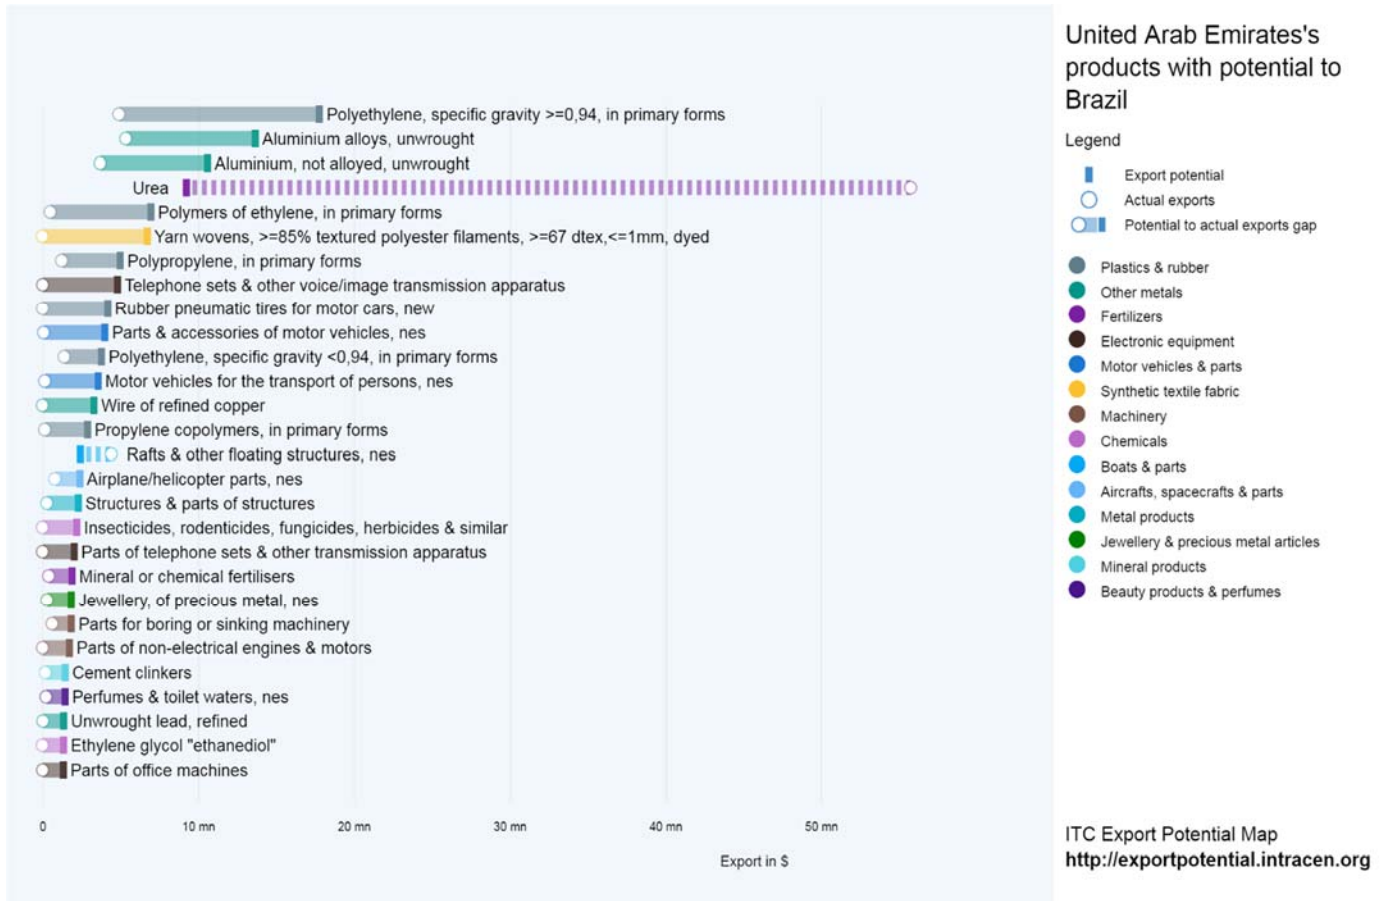 United Arab Emirates's
products with potential to
Brazil
Legend
Export potential
Actual exports
Potential to actual exports gap
Plastics & rubber
Other metals
Fertilizers
Electronic equipment
Motor vehicles & parts
Synthetic textile fabric
Machinery
Chemicals
Boats & parts
Aircrafts, spacecrafts & parts
Metal products
Jewellery & precious metal articles
Mineral products
Beauty products & perfumes
Polyethylene, specific gravity >=0,94, in primary forms
Aluminium alloys, unwrought
Aluminium, not alloyed, unwrought
Urea
Polymers of ethylene, in primary forms
Yarn wovens, >=85% textured polyester filaments, >=67 dtex,<=1mm, dyed
Polypropylene, in primary forms
Telephone sets & other voice/image transmission apparatus
Rubber pneumatic tires for motor cars, new
Parts & accessories of motor vehicles, nes
Polyethylene, specific gravity <0,94, in primary forms
Motor vehicles for the transport of persons, nes
Wire of refined copper
Propylene copolymers, in primary forms
Rafts & other floating structures, nes
Airplane/helicopter parts, nes
Structures & parts of structures
Insecticides, rodenticides, fungicides, herbicides & similar
Parts of telephone sets & other transmission apparatus
Mineral or chemical fertilisers
Jewellery, of precious metal, nes
Parts for boring or sinking machinery
Parts of non-electrical engines & motors
Cement clinkers
Perfumes & toilet waters, nes
Unwrought lead, refined
Ethylene glycol "ethanediol"
Parts of office machines
0 10 mn 20 mn 30 mn 40 mn 50 mn
Export in $
ITC Export Potential Map
http://exportpotential.intracen.org